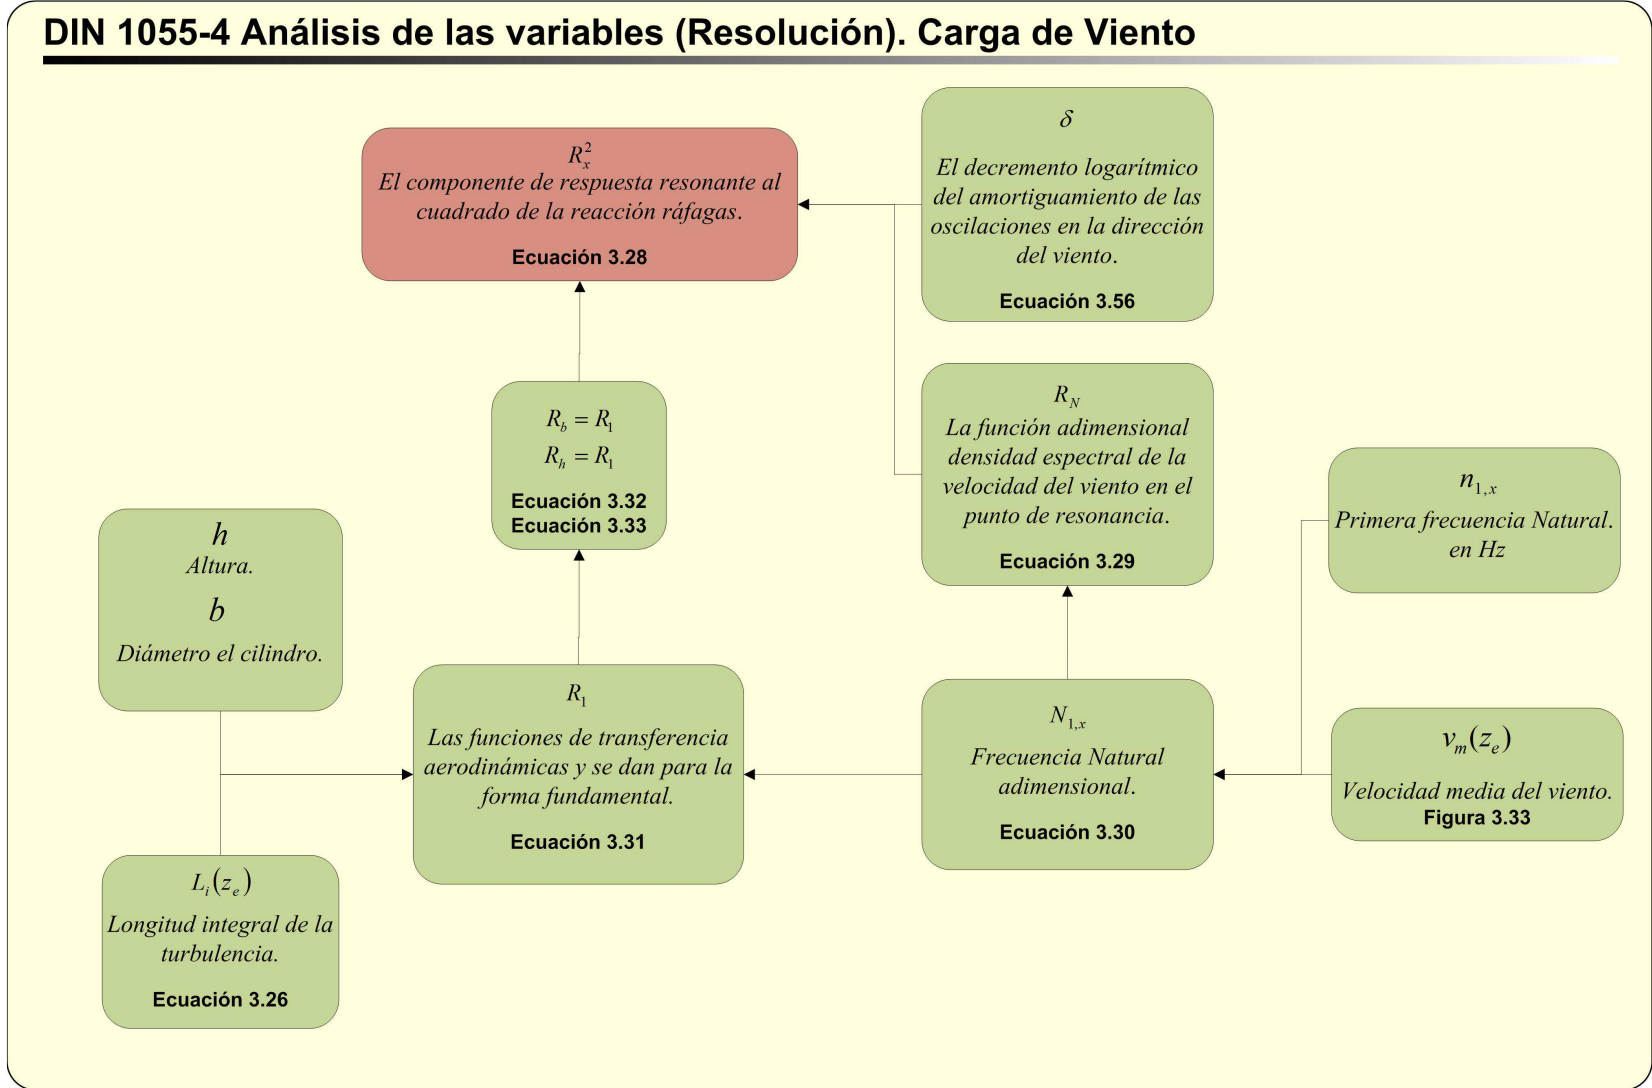 DIN 1055-4 Análisis de las variables (Resolución). Carga de Viento
R_x^2
El componente de respuesta resonante al
cuadrado de la reacción ráfagas.
Ecuación 3.28
δ
El decremento logarítmico
del amortiguamiento de las
oscilaciones en la dirección
del viento.
Ecuación 3.56
R_b = R_1
R_h = R_1
Ecuación 3.32
Ecuación 3.33
R_N
La función adimensional
densidad espectral de la
velocidad del viento en el
punto de resonancia.
Ecuación 3.29
n_{1,x}
Primera frecuencia Natural.
en Hz
h
Altura.
b
Diámetro el cilindro.
R_1
Las funciones de transferencia
aerodinámicas y se dan para la
forma fundamental.
Ecuación 3.31
N_{1,x}
Frecuencia Natural
adimensional.
Ecuación 3.30
v_m(z_e)
Velocidad media del viento.
Figura 3.33
L_i(z_e)
Longitud integral de la
turbulencia.
Ecuación 3.26